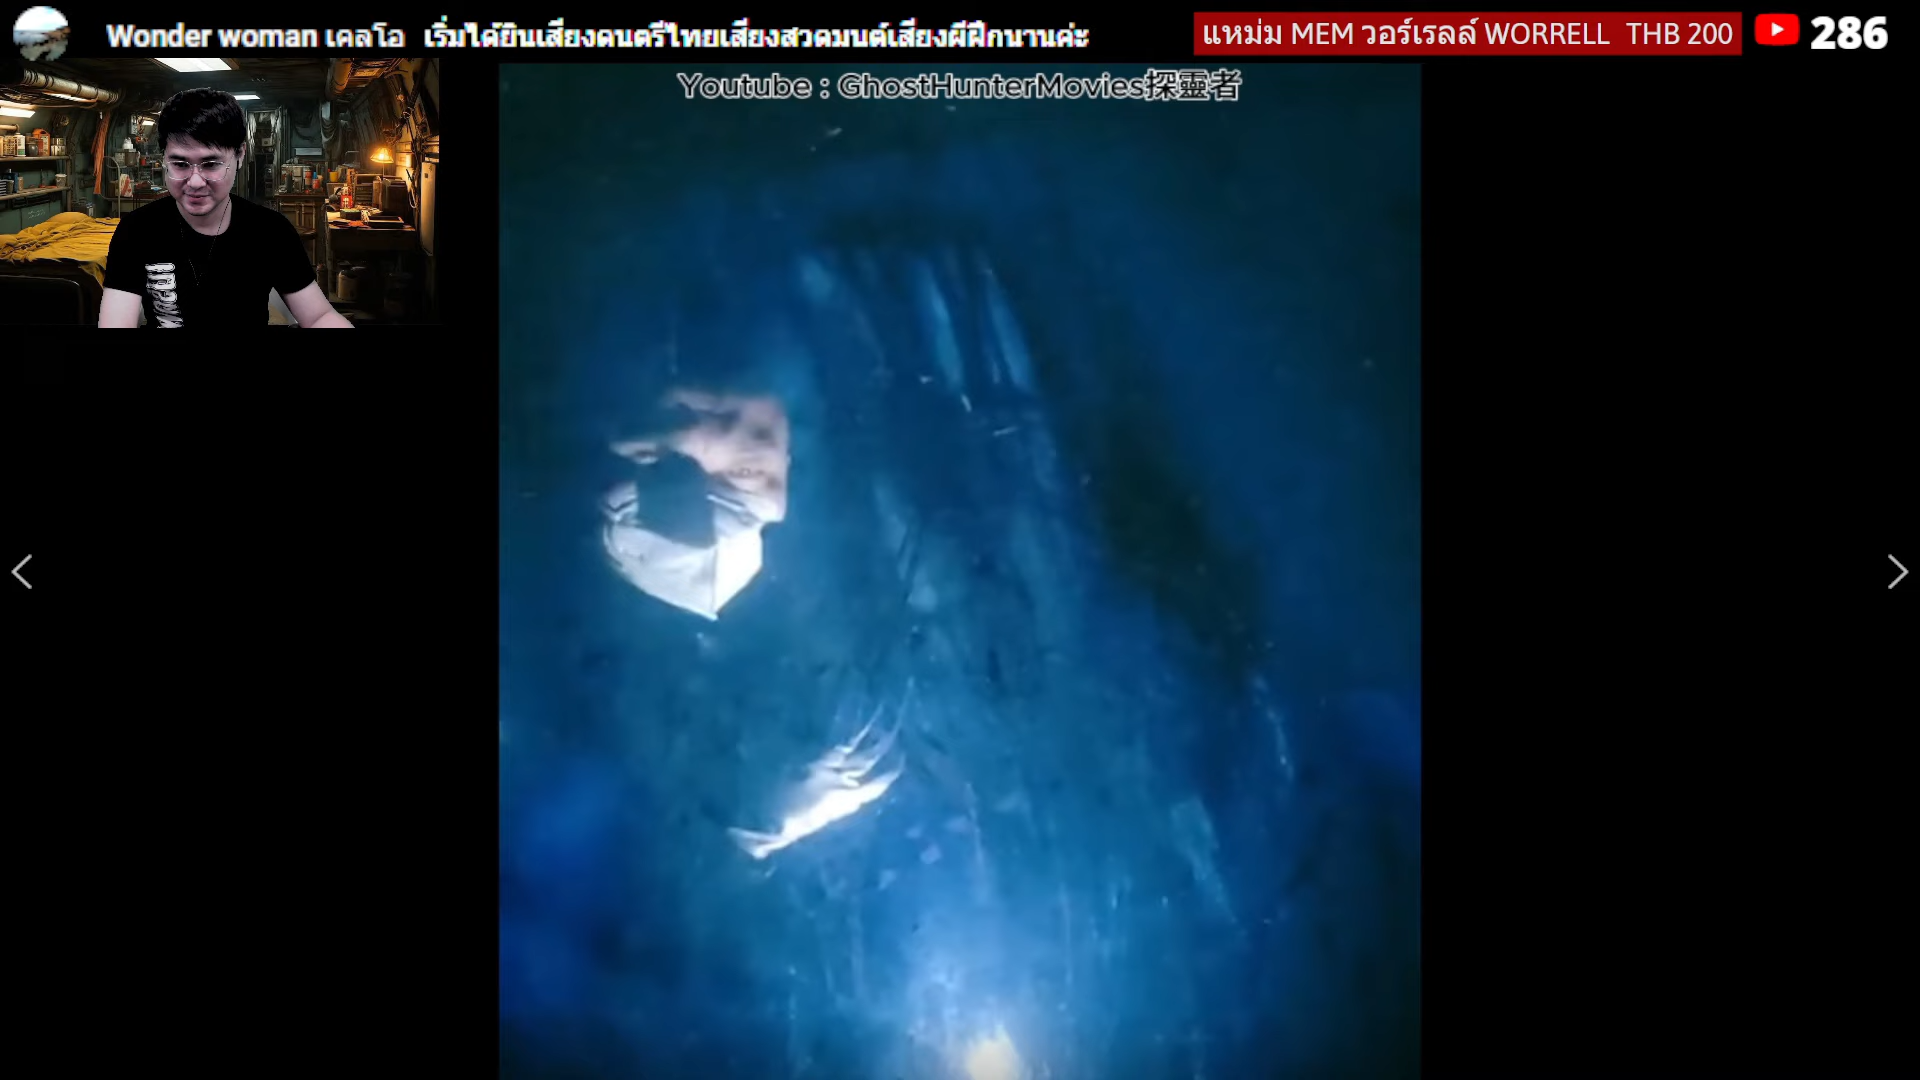 Wonder woman เคลโอ เริ่มได้ยินเสียงดนตรีไทยเสียงสวดมนต์เสียงผีฝึกนานค่ะ
แหม่ม MEM วอร์เรลล์ WORRELL THB 200
286
Youtube : GhostHunterMovies探靈者